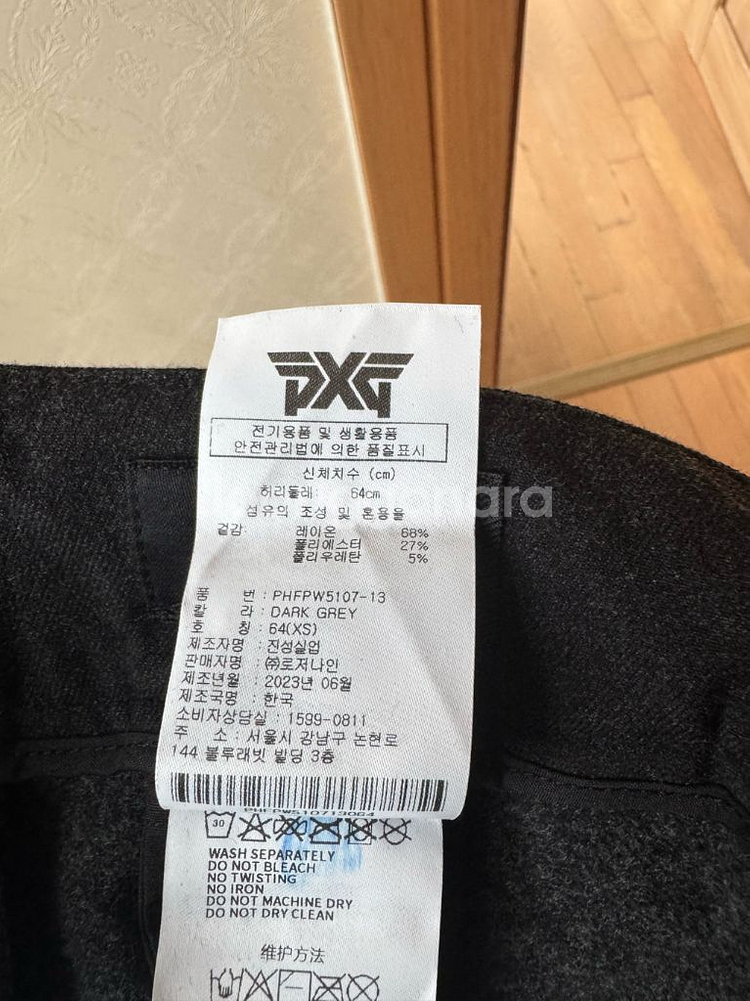 PXG
전기용품 및 생활용품
안전관리법에 의한 품질표시
신체치수 (cm)
허리둘레: 64cm
섬유의 조성 및 혼용율
겉감: 레이온 68%
폴리에스터 27%
폴리우레탄 5%
품 번 : PHFPW5107-13
칼 라 : DARK GREY
호 칭 : 64(XS)
제조자명 : 진성실업
판매자명 : ㈜로저나인
제조년월 : 2023년 06월
제조국명 : 한국
소비자상담실 : 1599-0811
주 소 : 서울시 강남구 논현로
144 블루래빗 빌딩 3층
PHFPW510713064
30
WASH SEPARATELY
DO NOT BLEACH
NO TWISTING
NO IRON
DO NOT MACHINE DRY
DO NOT DRY CLEAN
维护方法